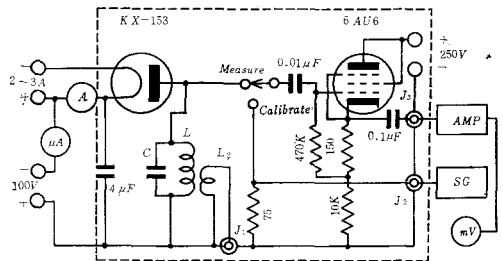 KX-153
6AU6
2~3A
A
μA
100V
4μF
C
L
L2
J1
Measure
0.01μF
Calibrate
470K
150
75
10K
0.1μF
250V
J3
J2
AMP
SG
mV